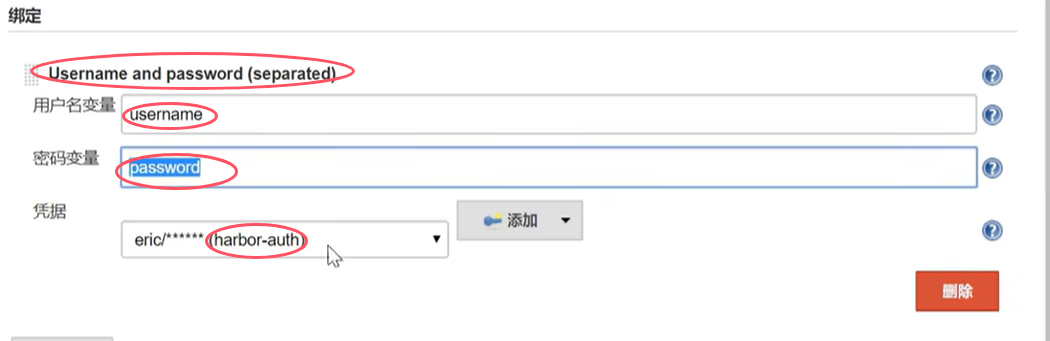 绑定
Username and password (separated)
用户名变量
username
密码变量
password
凭据
eric/****** (harbor-auth)
添加
删除